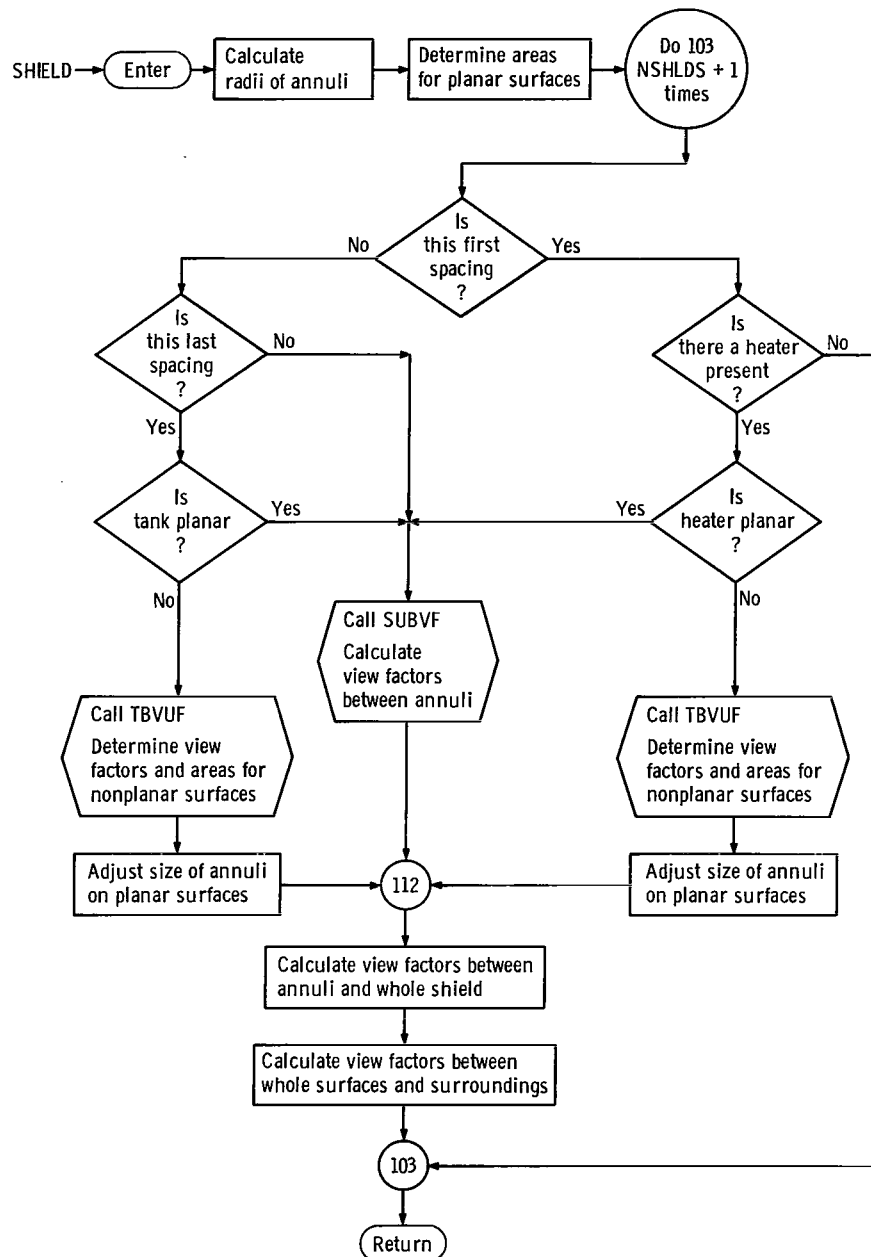 SHIELD
Enter
Calculate
radii of annuli
Determine areas
for planar surfaces
Do 103
NSHLDS + 1
times
Is
this first
spacing
?
No
Yes
Is
this last
spacing
?
No
Yes
Is
there a heater
present
?
No
Yes
Is
tank planar
?
Yes
No
Is
heater planar
?
Yes
No
Call SUBVF
Calculate
view factors
between annuli
Call TBVUF
Determine view
factors and areas for
nonplanar surfaces
Call TBVUF
Determine view
factors and areas for
nonplanar surfaces
Adjust size of annuli
on planar surfaces
112
Adjust size of annuli
on planar surfaces
Calculate view factors between
annuli and whole shield
Calculate view factors between
whole surfaces and surroundings
103
Return